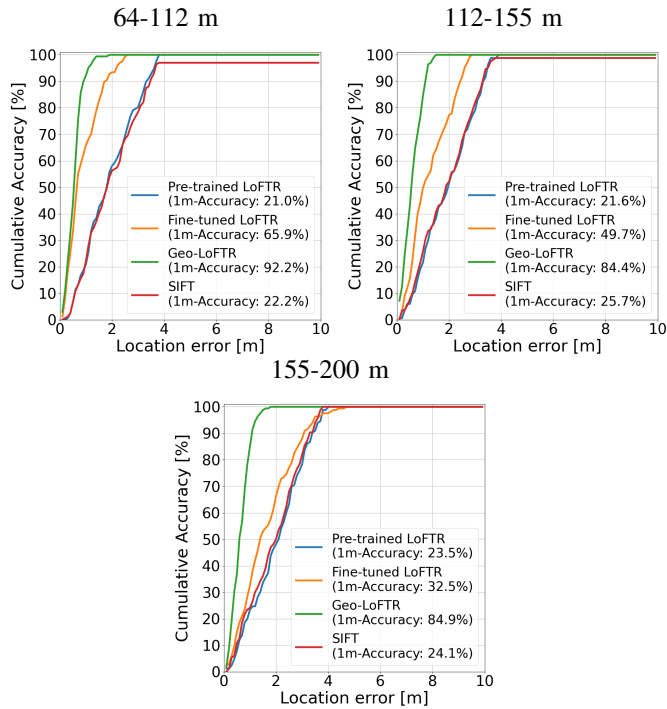 64-112 m
112-155 m
Cumulative Accuracy [%]
100
90
80
70
60
50
40
30
20
10
0
Pre-trained LoFTR
(1m-Accuracy: 21.0%)
Fine-tuned LoFTR
(1m-Accuracy: 65.9%)
Geo-LoFTR
(1m-Accuracy: 92.2%)
SIFT
(1m-Accuracy: 22.2%)
0 2 4 6 8 10
Location error [m]
Cumulative Accuracy [%]
100
90
80
70
60
50
40
30
20
10
0
Pre-trained LoFTR
(1m-Accuracy: 21.6%)
Fine-tuned LoFTR
(1m-Accuracy: 49.7%)
Geo-LoFTR
(1m-Accuracy: 84.4%)
SIFT
(1m-Accuracy: 25.7%)
0 2 4 6 8 10
Location error [m]
155-200 m
Cumulative Accuracy [%]
100
90
80
70
60
50
40
30
20
10
0
Pre-trained LoFTR
(1m-Accuracy: 23.5%)
Fine-tuned LoFTR
(1m-Accuracy: 32.5%)
Geo-LoFTR
(1m-Accuracy: 84.9%)
SIFT
(1m-Accuracy: 24.1%)
0 2 4 6 8 10
Location error [m]